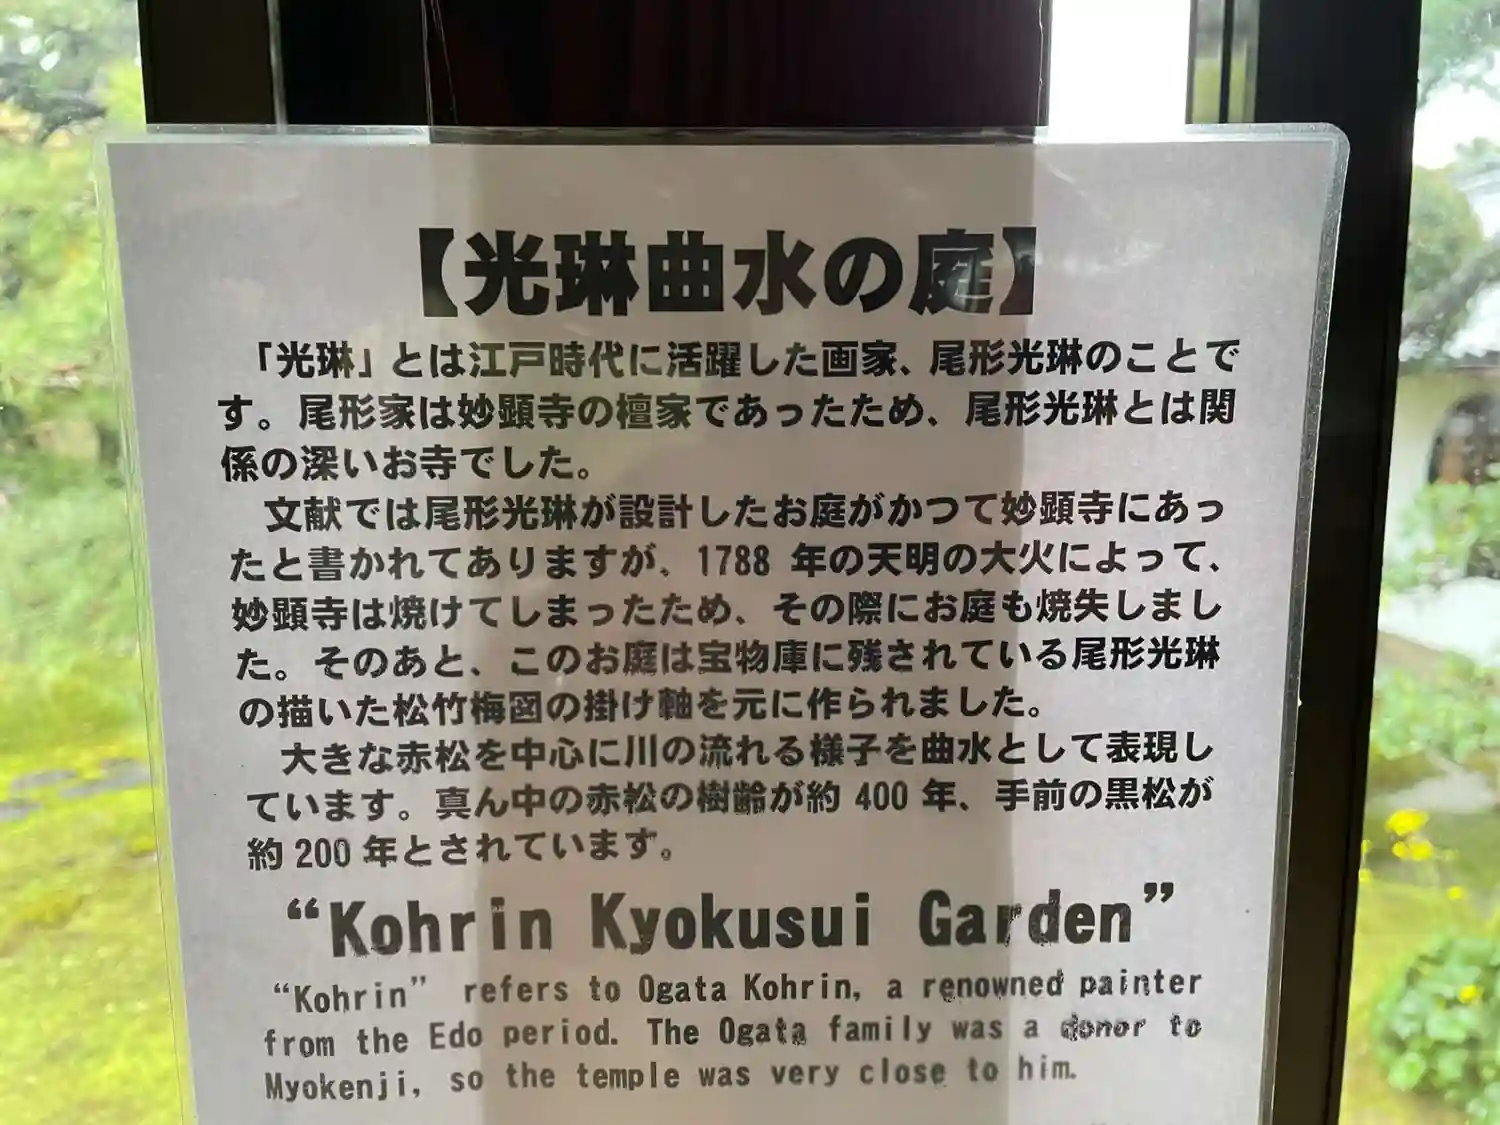 【光琳曲水の庭】
「光琳」とは江戸時代に活躍した画家、尾形光琳のことで
す。尾形家は妙顕寺の檀家であったため、尾形光琳とは関
係の深いお寺でした。
文献では尾形光琳が設計したお庭がかつて妙顕寺にあっ
たと書かれてありますが、1788 年の天明の大火によって、
妙顕寺は焼けてしまったため、その際にお庭も焼失しまし
た。そのあと、このお庭は宝物庫に残されている尾形光琳
の描いた松竹梅図の掛け軸を元に作られました。
大きな赤松を中心に川の流れる様子を曲水として表現し
ています。真ん中の赤松の樹齢が約 400 年、手前の黒松が
約 200 年とされています。
“Kohrin Kyokusui Garden”
“Kohrin” refers to Ogata Kohrin, a renowned painter
from the Edo period. The Ogata family was a donor to
Myokenji, so the temple was very close to him.